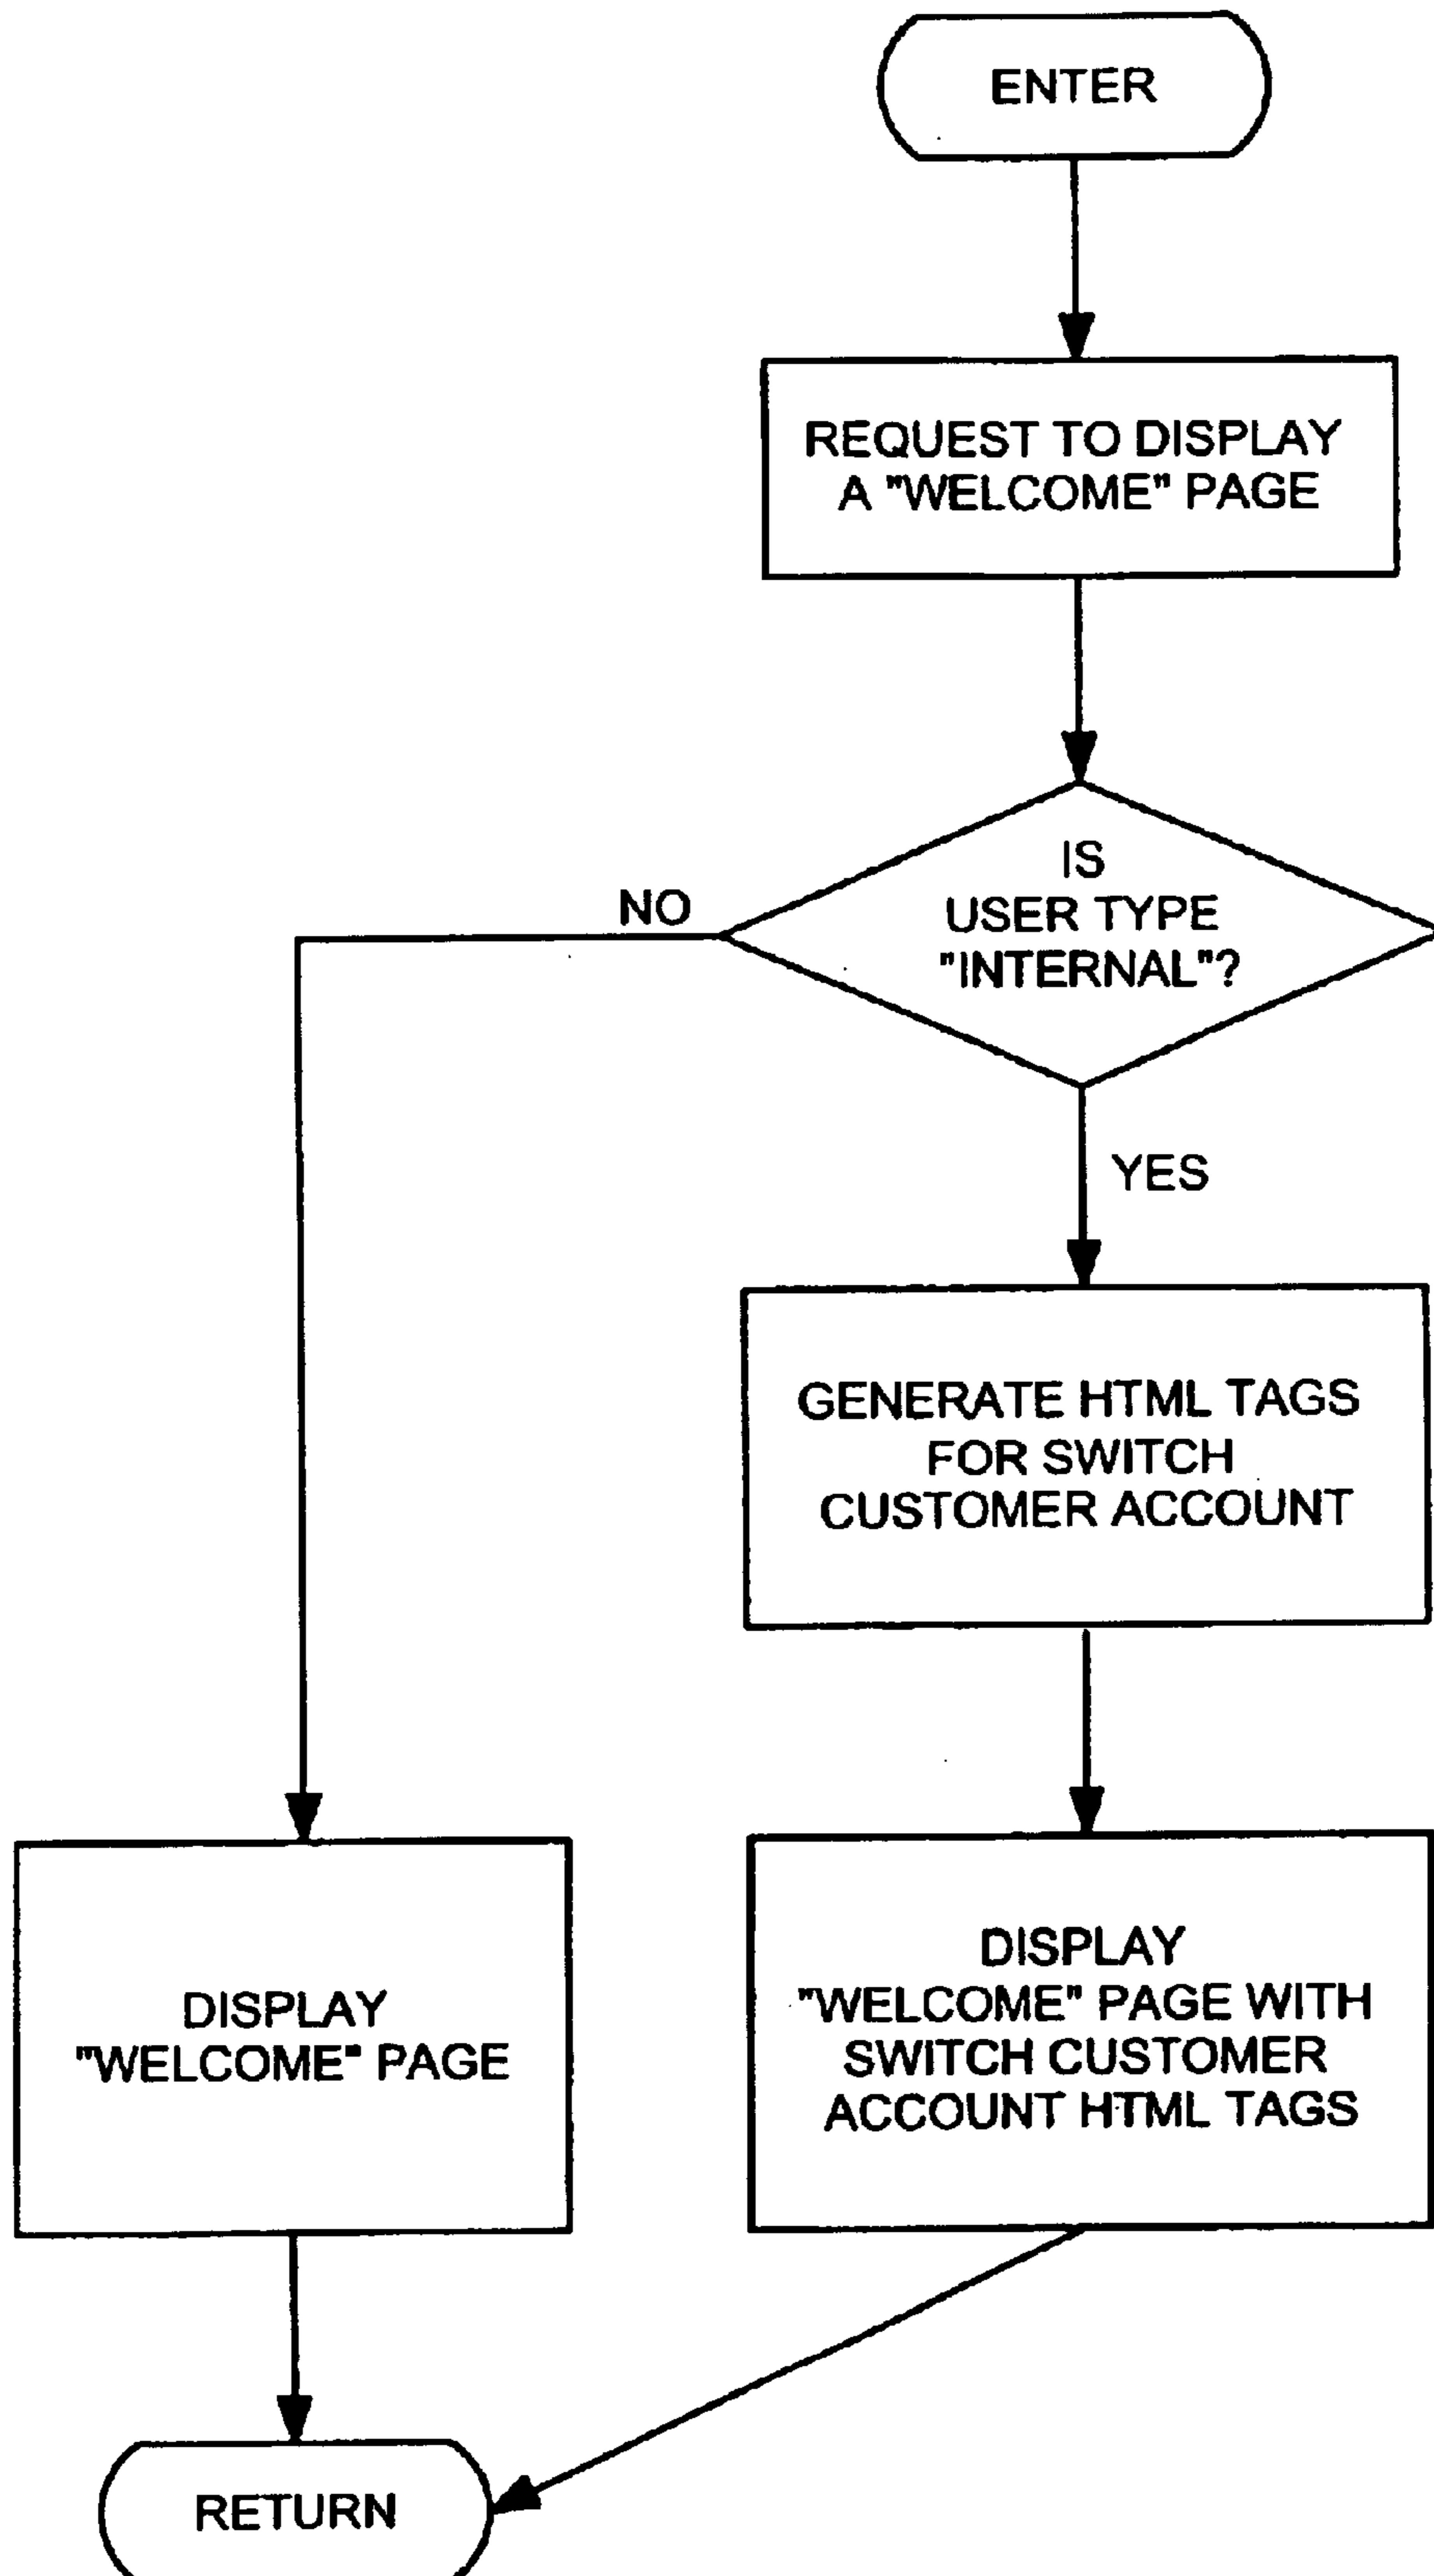 ENTER
REQUEST TO DISPLAY
A "WELCOME" PAGE
IS
USER TYPE
"INTERNAL"?
NO
YES
GENERATE HTML TAGS
FOR SWITCH
CUSTOMER ACCOUNT
DISPLAY
"WELCOME" PAGE
DISPLAY
"WELCOME" PAGE WITH
SWITCH CUSTOMER
ACCOUNT HTML TAGS
RETURN